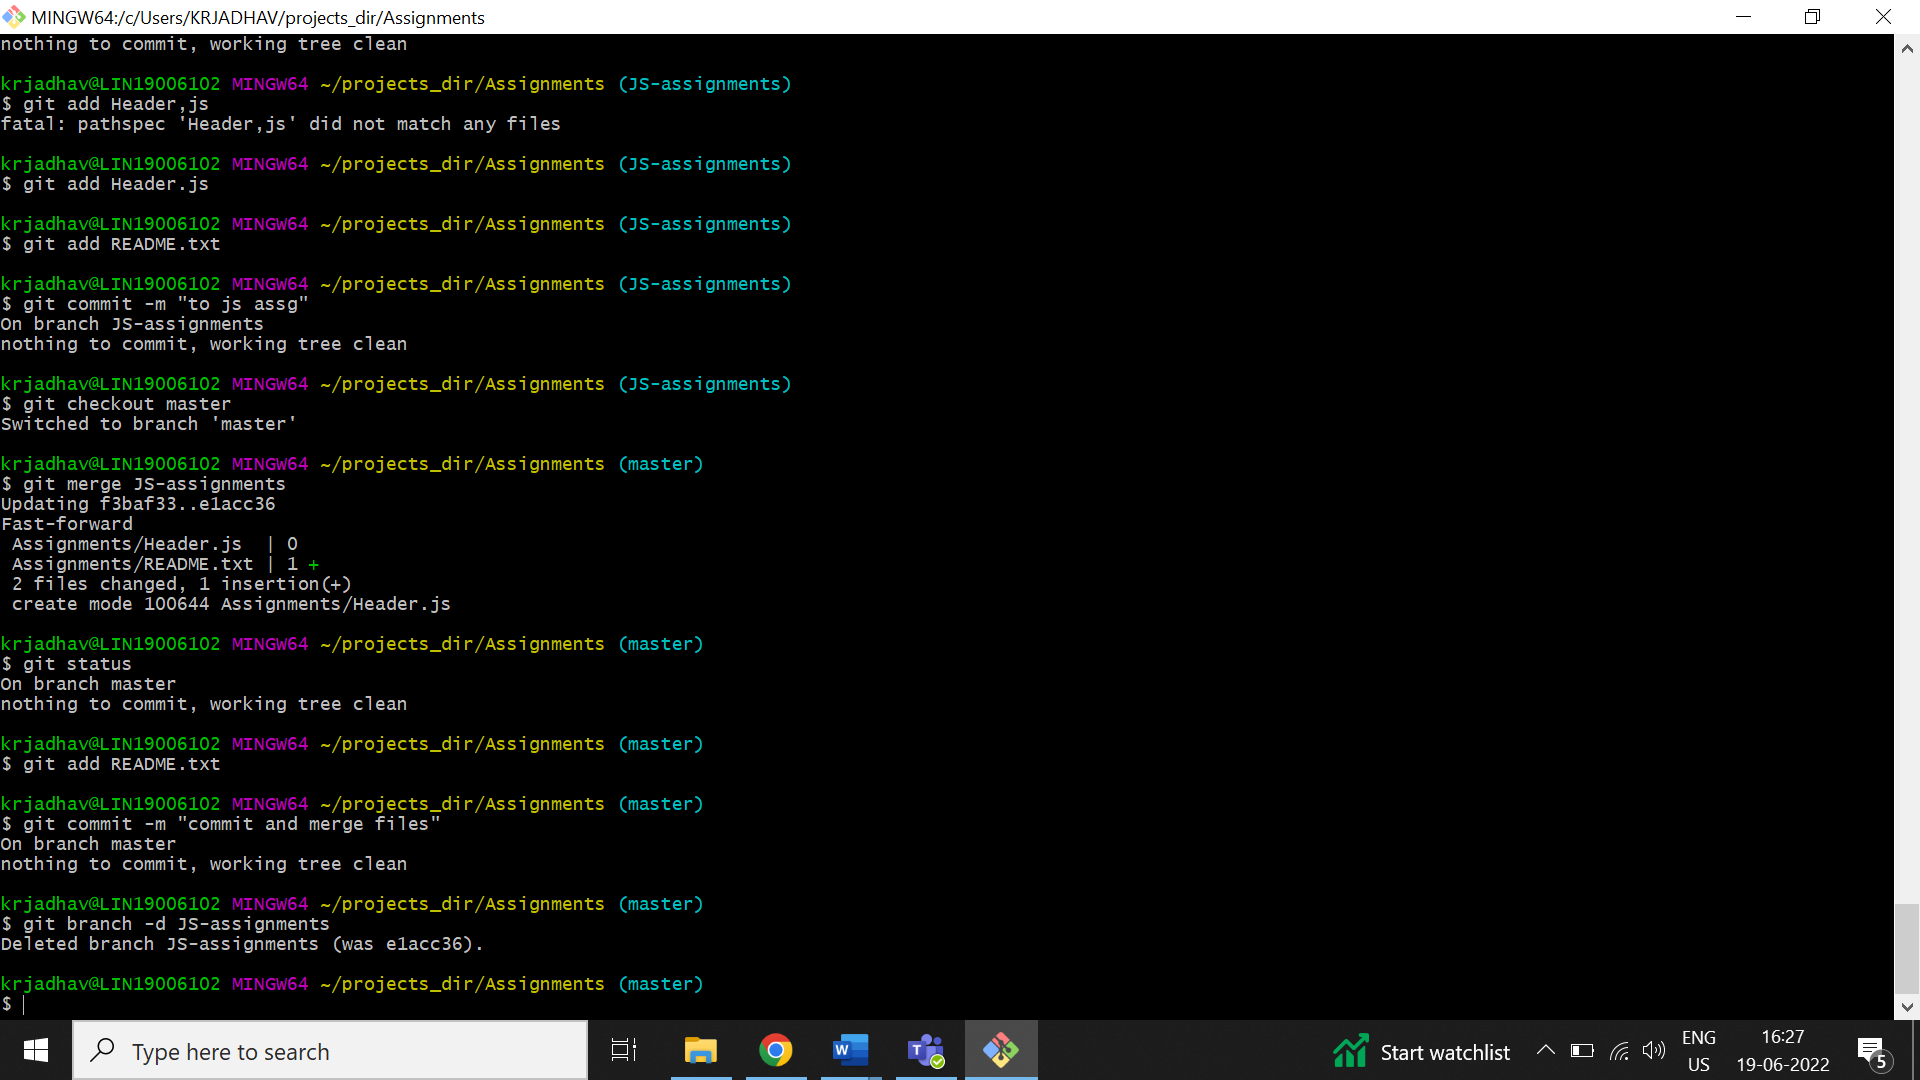 MINGW64:/c/Users/KRJADHAV/projects_dir/Assignments
nothing to commit, working tree clean
krjadhav@LIN19006102 MINGW64 ~/projects_dir/Assignments (JS-assignments)
$ git add Header,js
fatal: pathspec 'Header,js' did not match any files
krjadhav@LIN19006102 MINGW64 ~/projects_dir/Assignments (JS-assignments)
$ git add Header.js
krjadhav@LIN19006102 MINGW64 ~/projects_dir/Assignments (JS-assignments)
$ git add README.txt
krjadhav@LIN19006102 MINGW64 ~/projects_dir/Assignments (JS-assignments)
$ git commit -m "to js assg"
On branch JS-assignments
nothing to commit, working tree clean
krjadhav@LIN19006102 MINGW64 ~/projects_dir/Assignments (JS-assignments)
$ git checkout master
Switched to branch 'master'
krjadhav@LIN19006102 MINGW64 ~/projects_dir/Assignments (master)
$ git merge JS-assignments
Updating f3baf33..e1acc36
Fast-forward
 Assignments/Header.js  | 0
 Assignments/README.txt | 1 +
 2 files changed, 1 insertion(+)
 create mode 100644 Assignments/Header.js
krjadhav@LIN19006102 MINGW64 ~/projects_dir/Assignments (master)
$ git status
On branch master
nothing to commit, working tree clean
krjadhav@LIN19006102 MINGW64 ~/projects_dir/Assignments (master)
$ git add README.txt
krjadhav@LIN19006102 MINGW64 ~/projects_dir/Assignments (master)
$ git commit -m "commit and merge files"
On branch master
nothing to commit, working tree clean
krjadhav@LIN19006102 MINGW64 ~/projects_dir/Assignments (master)
$ git branch -d JS-assignments
Deleted branch JS-assignments (was e1acc36).
krjadhav@LIN19006102 MINGW64 ~/projects_dir/Assignments (master)
$
Type here to search
W
T
Start watchlist
ENG
US
16:27
19-06-2022
5